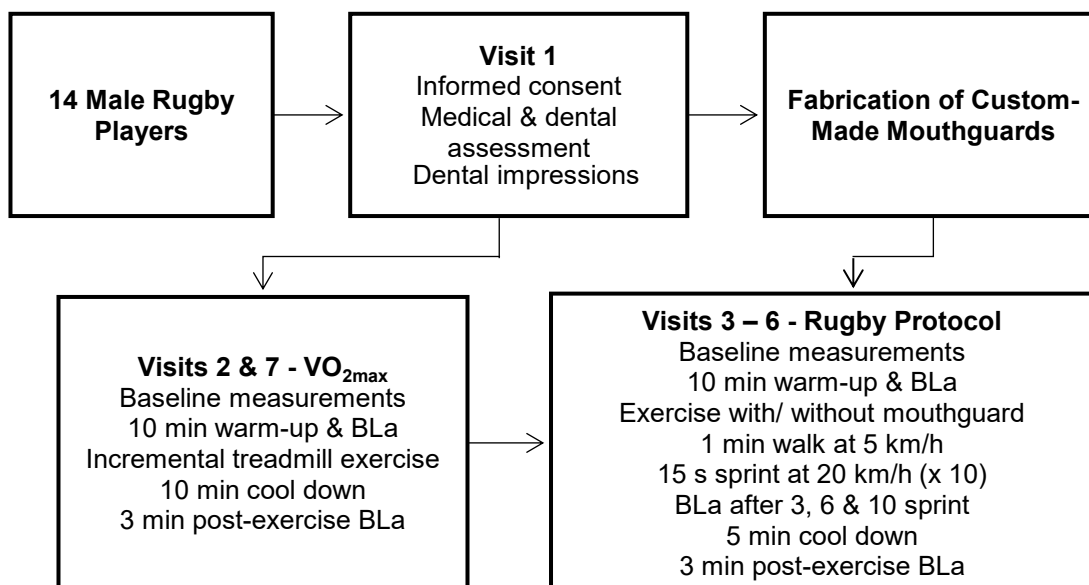 14 Male Rugby
Players
Visit 1
Informed consent
Medical & dental
assessment
Dental impressions
Fabrication of Custom-
Made Mouthguards
Visits 2 & 7 - VO2max
Baseline measurements
10 min warm-up & BLa
Incremental treadmill exercise
10 min cool down
3 min post-exercise BLa
Visits 3 – 6 - Rugby Protocol
Baseline measurements
10 min warm-up & BLa
Exercise with/ without mouthguard
1 min walk at 5 km/h
15 s sprint at 20 km/h (x 10)
BLa after 3, 6 & 10 sprint
5 min cool down
3 min post-exercise BLa